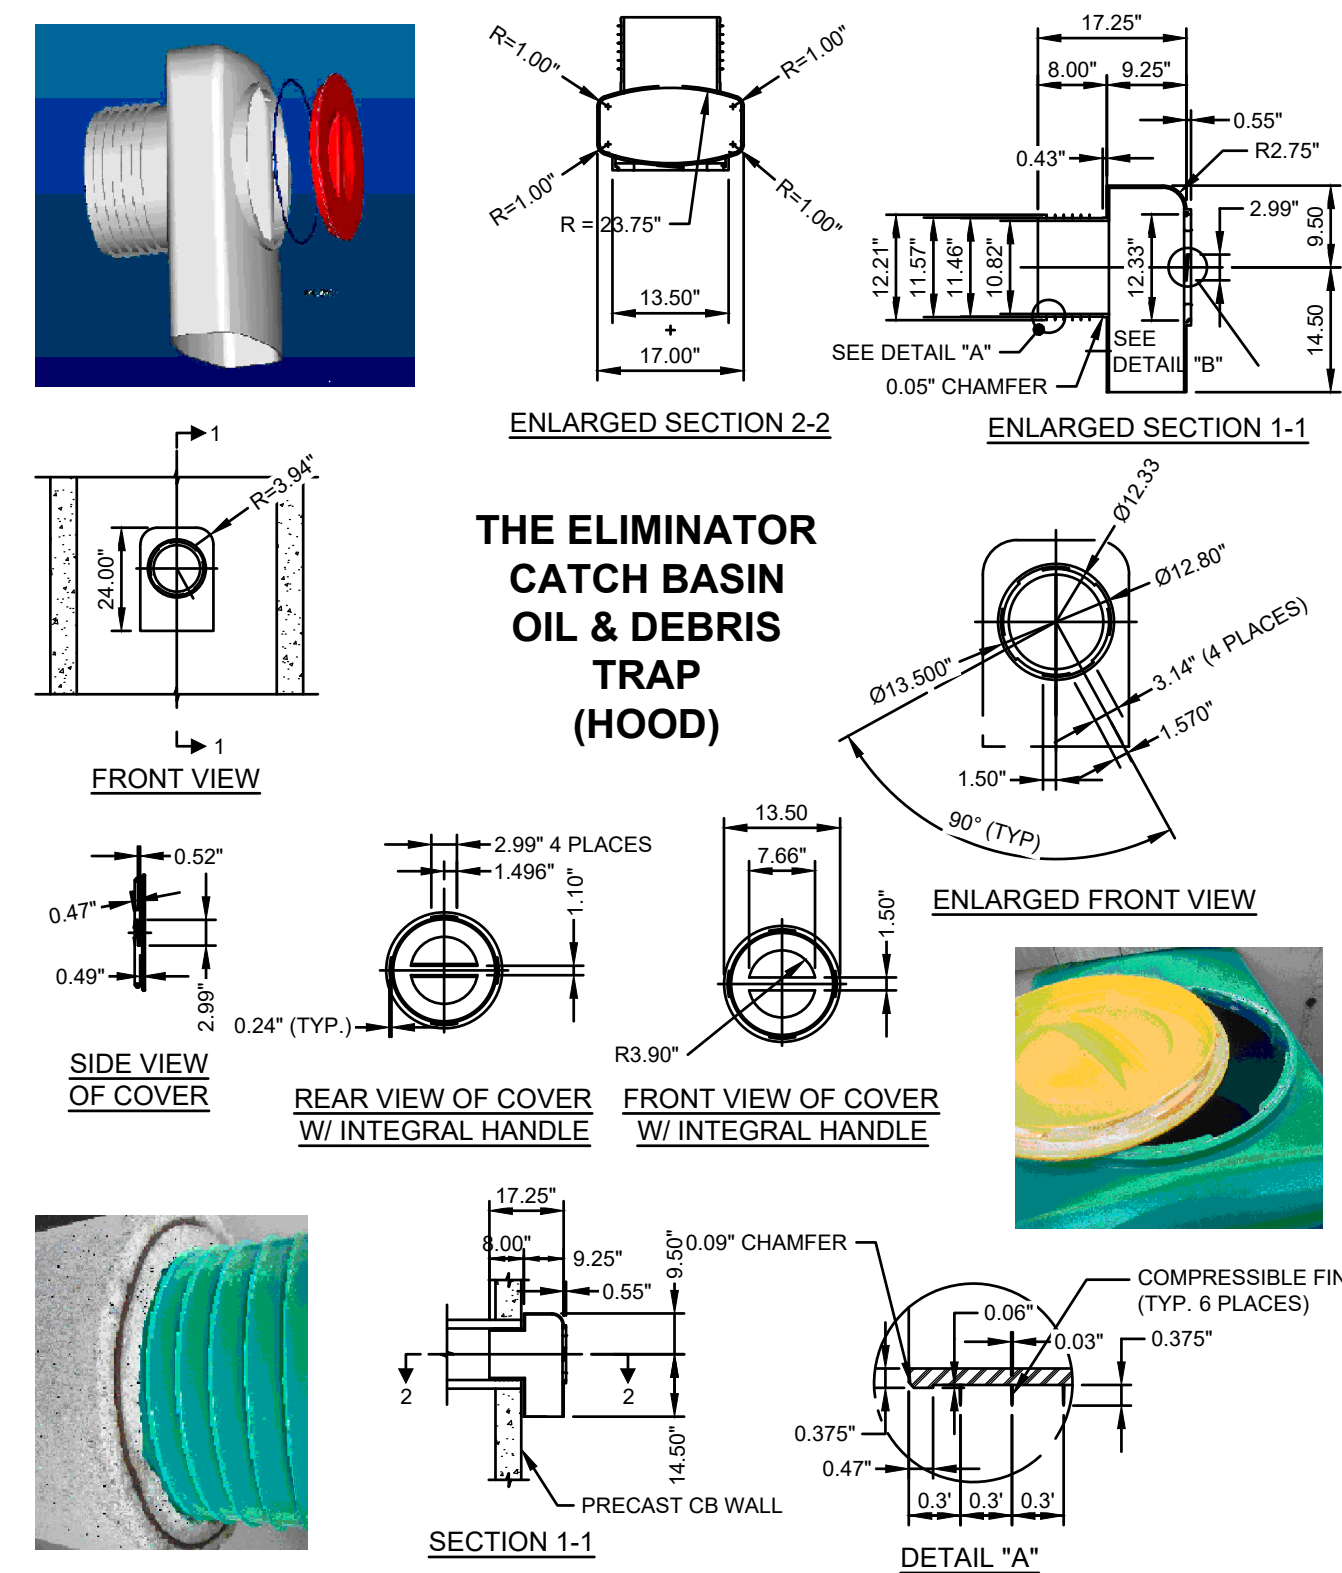 R=1.00"
R=1.00"
R=1.00"
R=1.00"
R = 23.75"
13.50"
17.00"
ENLARGED SECTION 2-2
17.25"
8.00"
9.25"
0.55"
0.43"
R2.75"
2.99"
9.50
12.21"
11.57"
11.46"
10.82"
12.33"
14.50
SEE DETAIL "A"
SEE
DETAIL "B"
0.05" CHAMFER
ENLARGED SECTION 1-1
1
R=3.94"
24.00"
1
FRONT VIEW
THE ELIMINATOR
CATCH BASIN
OIL & DEBRIS
TRAP
(HOOD)
Ø12.33
Ø12.80"
Ø13.500"
3.14" (4 PLACES)
1.570"
1.50"
90° (TYP)
ENLARGED FRONT VIEW
0.52"
0.47"
0.49"
2.99"
SIDE VIEW
OF COVER
2.99" 4 PLACES
1.496"
1.10"
0.24" (TYP.)
REAR VIEW OF COVER
W/ INTEGRAL HANDLE
13.50
7.66"
1.50"
R3.90"
FRONT VIEW OF COVER
W/ INTEGRAL HANDLE
17.25"
8.00"
9.25"
0.55"
9.50"
2
2
14.50"
PRECAST CB WALL
SECTION 1-1
0.09" CHAMFER
COMPRESSIBLE FIN
(TYP. 6 PLACES)
0.06"
0.03"
0.375"
0.375"
0.47"
0.3'
0.3'
0.3'
DETAIL "A"